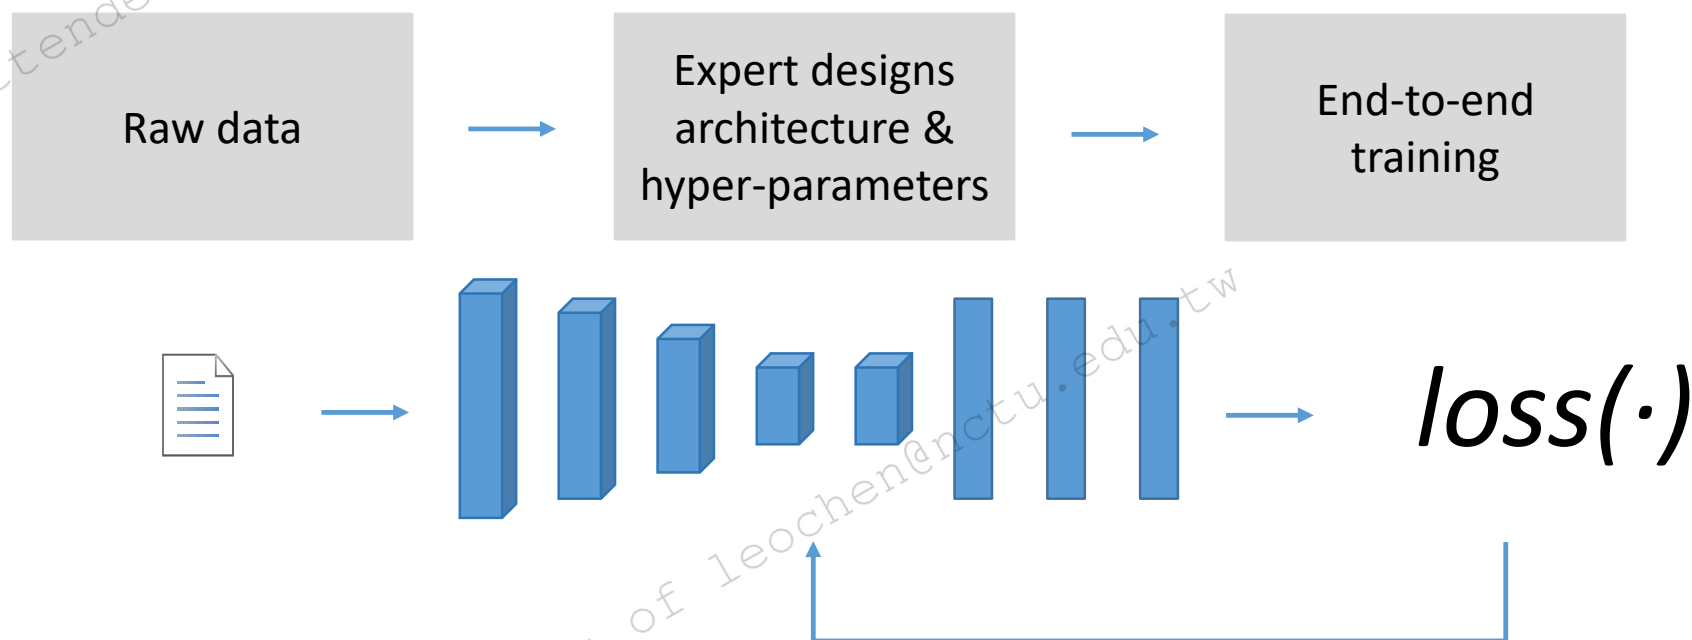 Raw data
Expert designs
architecture &
hyper-parameters
End-to-end
training
loss(·)
of leochen@nctu.edu.tw